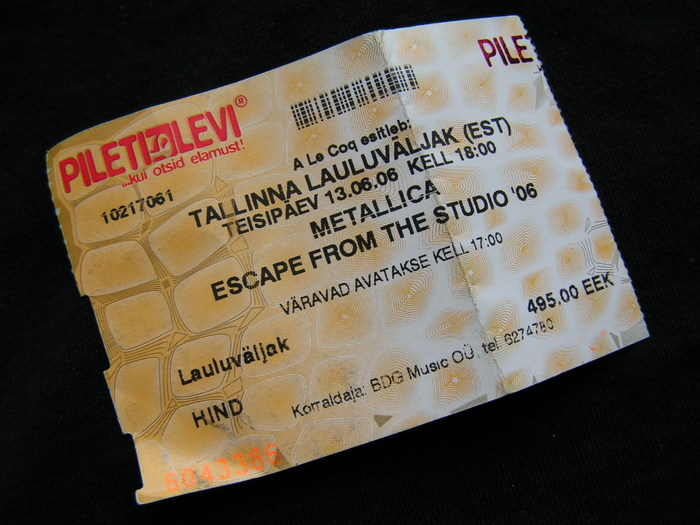 PILETILEVI®
...kui otsid elamust!
PILE
10217061
A Le Coq esitleb:
TALLINNA LAULUVÄLJAK (EST)
TEISIPÄEV 13.06.06 KELL 18:00
METALLICA
ESCAPE FROM THE STUDIO '06
VÄRAVAD AVATAKSE KELL 17:00
Lauluväljak
495.00 EEK
HIND
Korraldaja: BDG Music OÜ, tel. 6274780
6043386